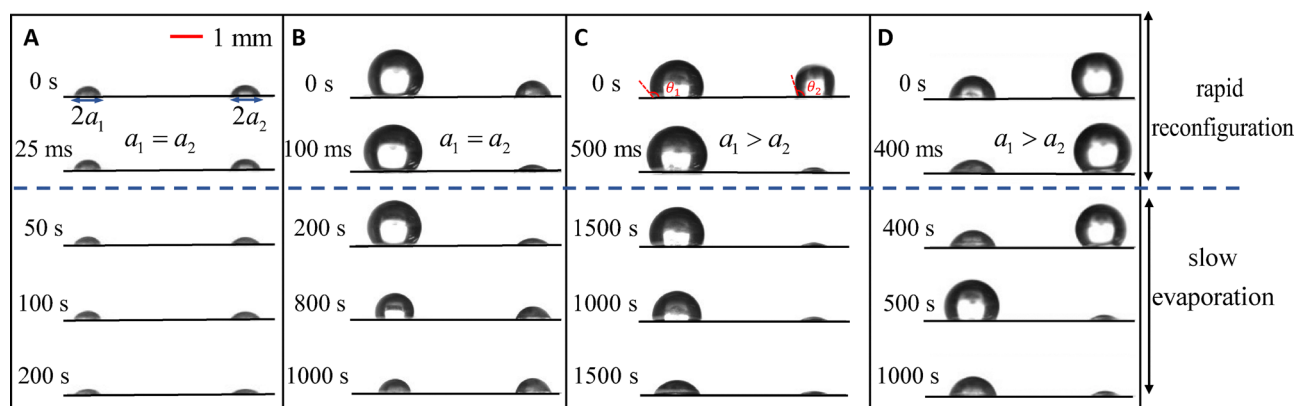 A
1 mm
0 s
2a₁
2a₂
a₁ = a₂
25 ms
50 s
100 s
200 s
B
0 s
100 ms
a₁ = a₂
200 s
800 s
1000 s
C
0 s
θ₁
θ₂
500 ms
a₁ > a₂
1500 s
1000 s
1500 s
D
0 s
400 ms
a₁ > a₂
400 s
500 s
1000 s
rapid
reconfiguration
slow
evaporation